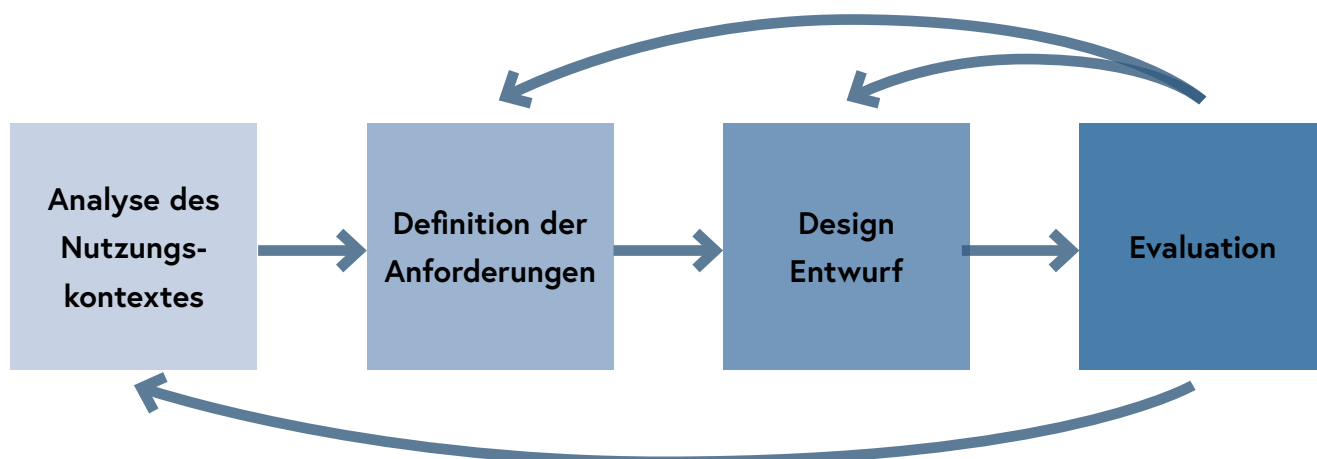 Analyse des
Nutzungs-
kontextes
Definition der
Anforderungen
Design
Entwurf
Evaluation